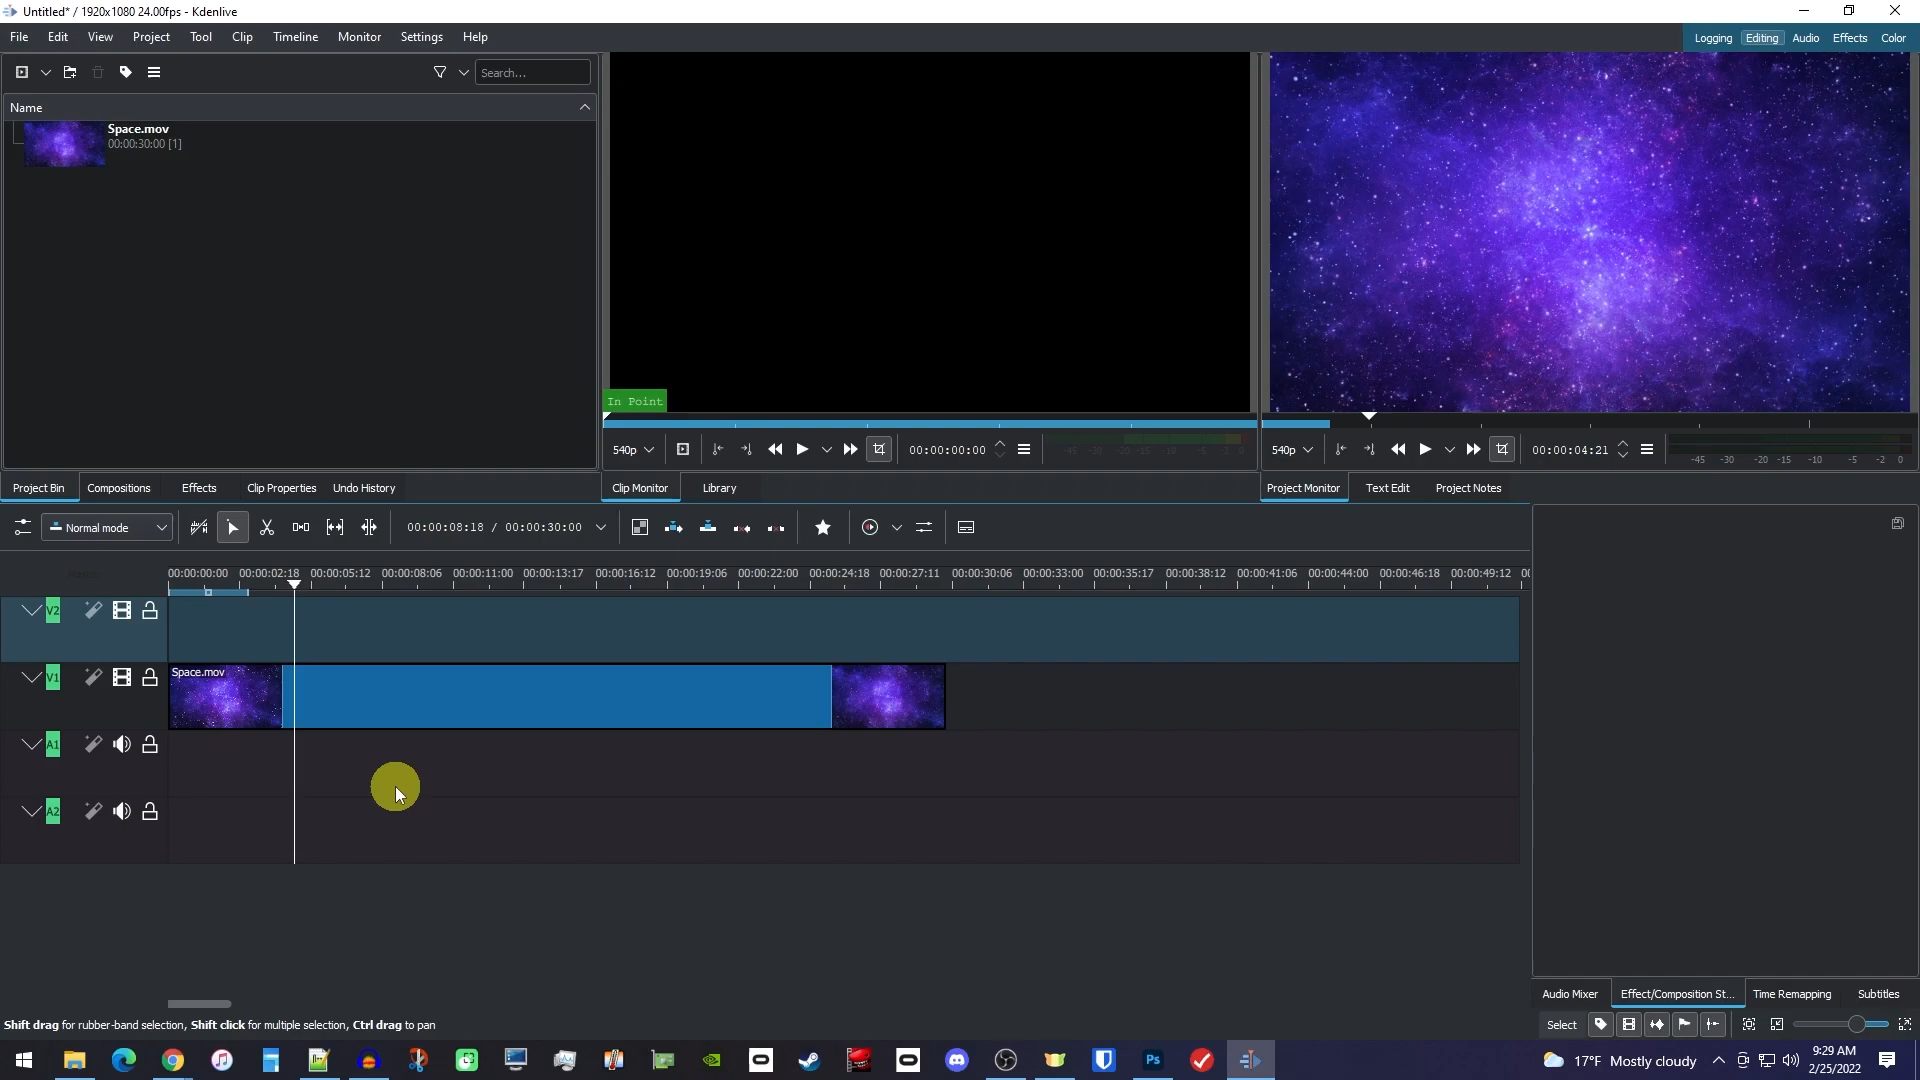 Untitled* / 1920x1080 24.00fps - Kdenlive
File Edit View Project Tool Clip Timeline Monitor Settings Help
Logging Editing Audio Effects Color
Search...
Name
Space.mov
00:00:30:00 [1]
In Point
540p 00:00:00:00 -45 -30 -20 -15 -10 -5 -2 0
540p 00:00:04:21 -45 -30 -20 -15 -10 -5 -2 0
Project Bin Compositions Effects Clip Properties Undo History
Clip Monitor Library
Project Monitor Text Edit Project Notes
Normal mode 00:00:08:18 / 00:00:30:00
00:00:00:00 00:00:02:18 00:00:05:12 00:00:08:06 00:00:11:00 00:00:13:17 00:00:16:12 00:00:19:06 00:00:22:00 00:00:24:18 00:00:27:11 00:00:30:06 00:00:33:00 00:00:35:17 00:00:38:12 00:00:41:06 00:00:44:00 00:00:46:18 00:00:49:12 00
V2
V1
Space.mov
A1
A2
Audio Mixer Effect/Composition St... Time Remapping Subtitles
Shift drag for rubber-band selection, Shift click for multiple selection, Ctrl drag to pan
Select
Ps
17°F Mostly cloudy
9:29 AM
2/25/2022